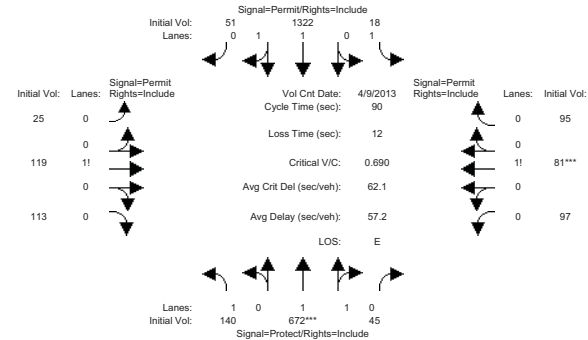 Signal=Permit/Rights=Include
Initial Vol: 51 1322 18
Lanes: 0 1 1 0 1
Signal=Permit
Initial Vol: Lanes: Rights=Include
Vol Cnt Date: 4/9/2013
Signal=Permit
Rights=Include Lanes: Initial Vol:
Cycle Time (sec): 90
25 0
0 95
Loss Time (sec): 12
0
0
119 1!
Critical V/C: 0.690
1! 81***
0
Avg Crit Del (sec/veh): 62.1
0
113 0
Avg Delay (sec/veh): 57.2
0 97
LOS: E
Lanes: 1 0 1 1 0
Initial Vol: 140 672*** 45
Signal=Protect/Rights=Include